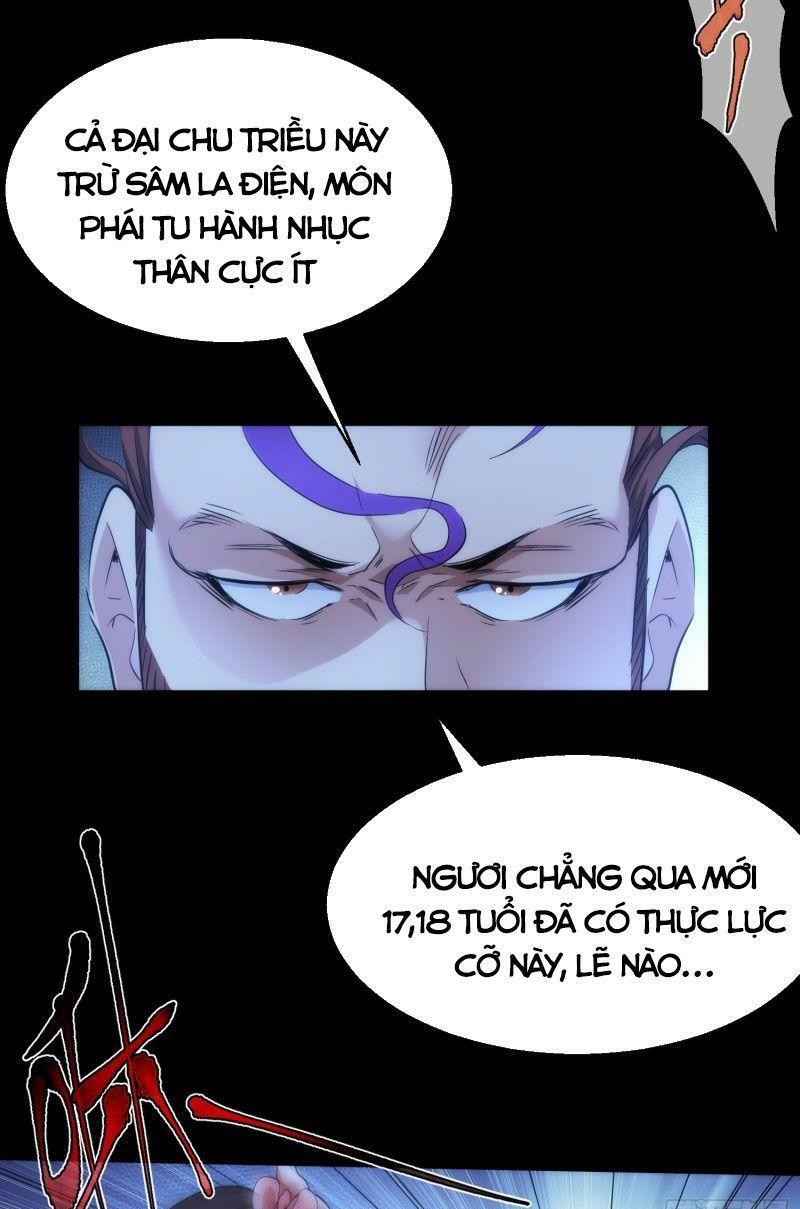 CẢ ĐẠI CHU TRIỀU NÀY
TRỪ SÂM LA ĐIỆN, MÔN
PHÁI TU HÀNH NHỤC
THÂN CỰC ÍT
NGƯƠI CHẲNG QUA MỚI
17,18 TUỔI ĐÃ CÓ THỰC LỰC
CỠ NÀY, LẼ NÀO...